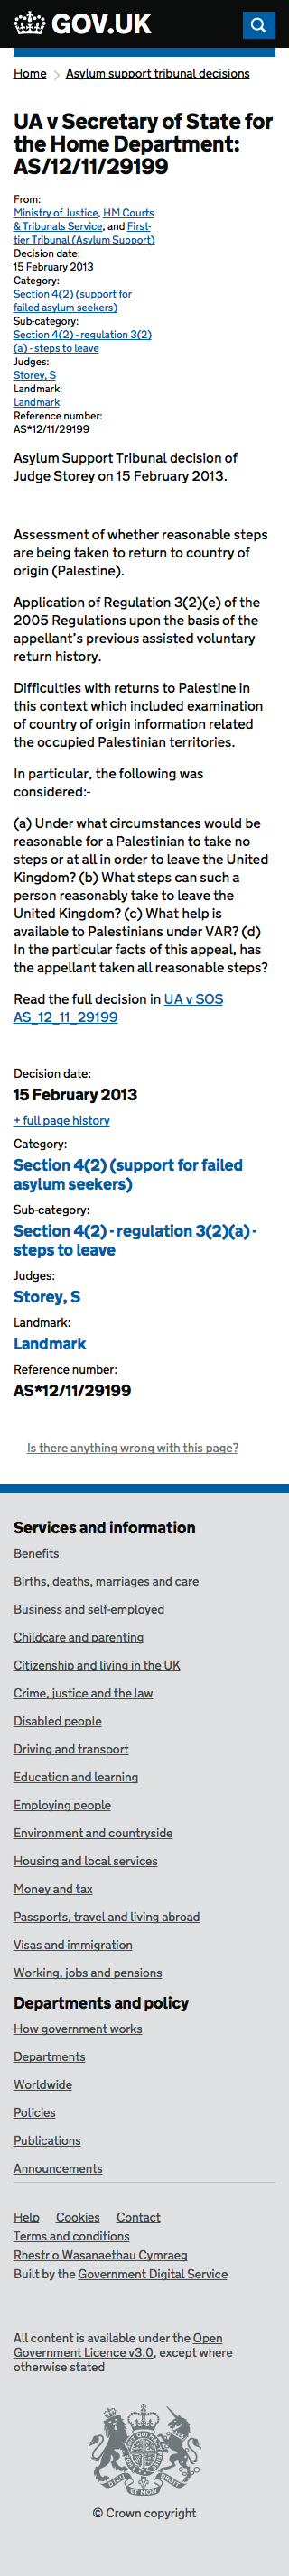 GOV.UK
Home > Asylum support tribunal decisions
UA v Secretary of State for
the Home Department:
AS/12/11/29199
From:
Ministry of Justice, HM Courts
& Tribunals Service, and First-
tier Tribunal (Asylum Support)
Decision date:
15 February 2013
Category:
Section 4(2) (support for
failed asylum seekers)
Sub-category:
Section 4(2) - regulation 3(2)
(a) - steps to leave
Judges:
Storey, S
Landmark:
Landmark
Reference number:
AS*12/11/29199
Asylum Support Tribunal decision of
Judge Storey on 15 February 2013.
Assessment of whether reasonable steps
are being taken to return to country of
origin (Palestine).
Application of Regulation 3(2)(e) of the
2005 Regulations upon the basis of the
appellant's previous assisted voluntary
return history.
Difficulties with returns to Palestine in
this context which included examination
of country of origin information related
the occupied Palestinian territories.
In particular, the following was
considered:-
(a) Under what circumstances would be
reasonable for a Palestinian to take no
steps or at all in order to leave the United
Kingdom? (b) What steps can such a
person reasonably take to leave the
United Kingdom? (c) What help is
available to Palestinians under VAR? (d)
In the particular facts of this appeal, has
the appellant taken all reasonable steps?
Read the full decision in UA v SOS
AS_12_11_29199
Decision date:
15 February 2013
+ full page history
Category:
Section 4(2) (support for failed
asylum seekers)
Sub-category:
Section 4(2) - regulation 3(2)(a) -
steps to leave
Judges:
Storey, S
Landmark:
Landmark
Reference number:
AS*12/11/29199
Is there anything wrong with this page?
Services and information
Benefits
Births, deaths, marriages and care
Business and self-employed
Childcare and parenting
Citizenship and living in the UK
Crime, justice and the law
Disabled people
Driving and transport
Education and learning
Employing people
Environment and countryside
Housing and local services
Money and tax
Passports, travel and living abroad
Visas and immigration
Working, jobs and pensions
Departments and policy
How government works
Departments
Worldwide
Policies
Publications
Announcements
Help Cookies Contact
Terms and conditions
Rhestr o Wasanaethau Cymraeg
Built by the Government Digital Service
All content is available under the Open
Government Licence v3.0, except where
otherwise stated
DIEU ET MON DROIT
© Crown copyright